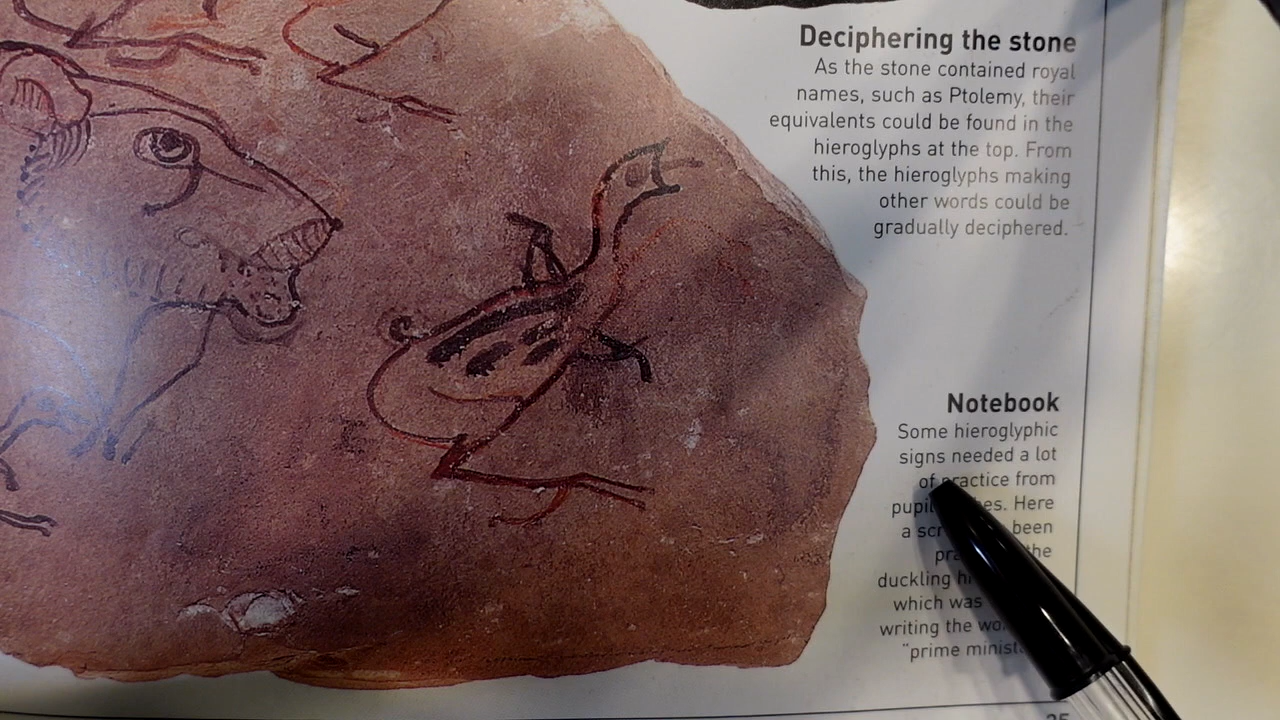 Deciphering the stone
As the stone contained royal
names, such as Ptolemy, their
equivalents could be found in the
hieroglyphs at the top. From
this, the hieroglyphs making
other words could be
gradually deciphered.
Notebook
Some hieroglyphic
signs needed a lot
of practice from
Here
a been
the
duckling
which was
writing the
"prime